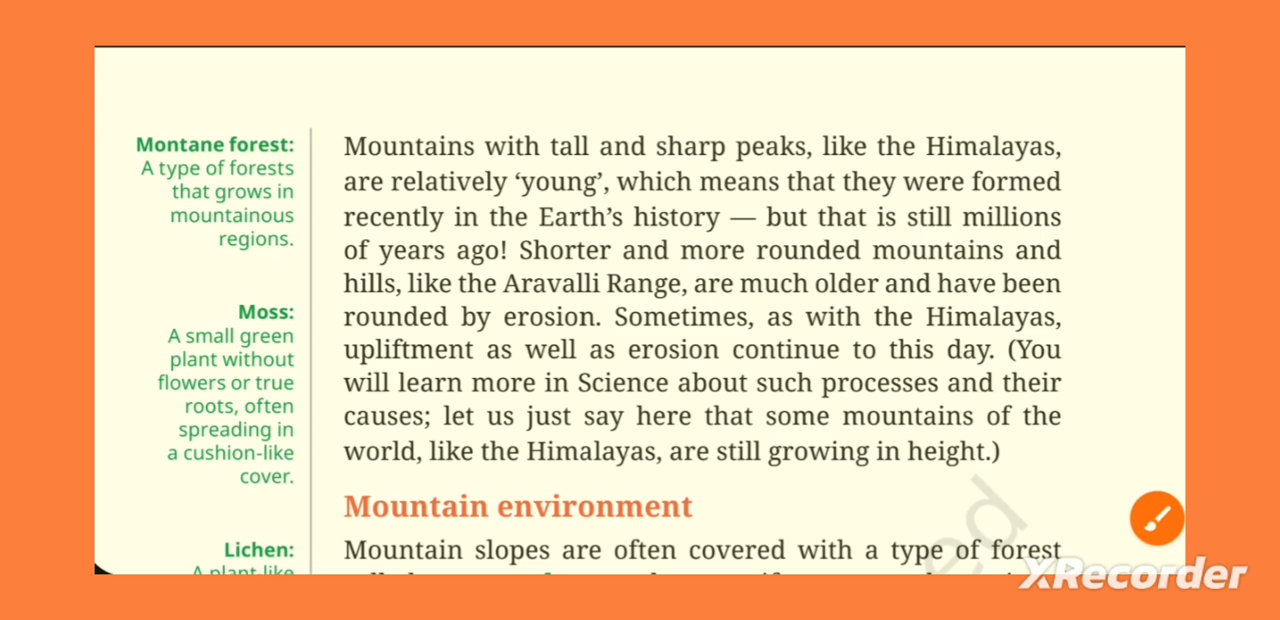 Montane forest:
A type of forests
that grows in
mountainous
regions.
Moss:
A small green
plant without
flowers or true
roots, often
spreading in
a cushion-like
cover.
Lichen:
A plant-like
Mountains with tall and sharp peaks, like the Himalayas,
are relatively ‘young’, which means that they were formed
recently in the Earth’s history — but that is still millions
of years ago! Shorter and more rounded mountains and
hills, like the Aravalli Range, are much older and have been
rounded by erosion. Sometimes, as with the Himalayas,
upliftment as well as erosion continue to this day. (You
will learn more in Science about such processes and their
causes; let us just say here that some mountains of the
world, like the Himalayas, are still growing in height.)
Mountain environment
Mountain slopes are often covered with a type of forest
ed
XRecorder